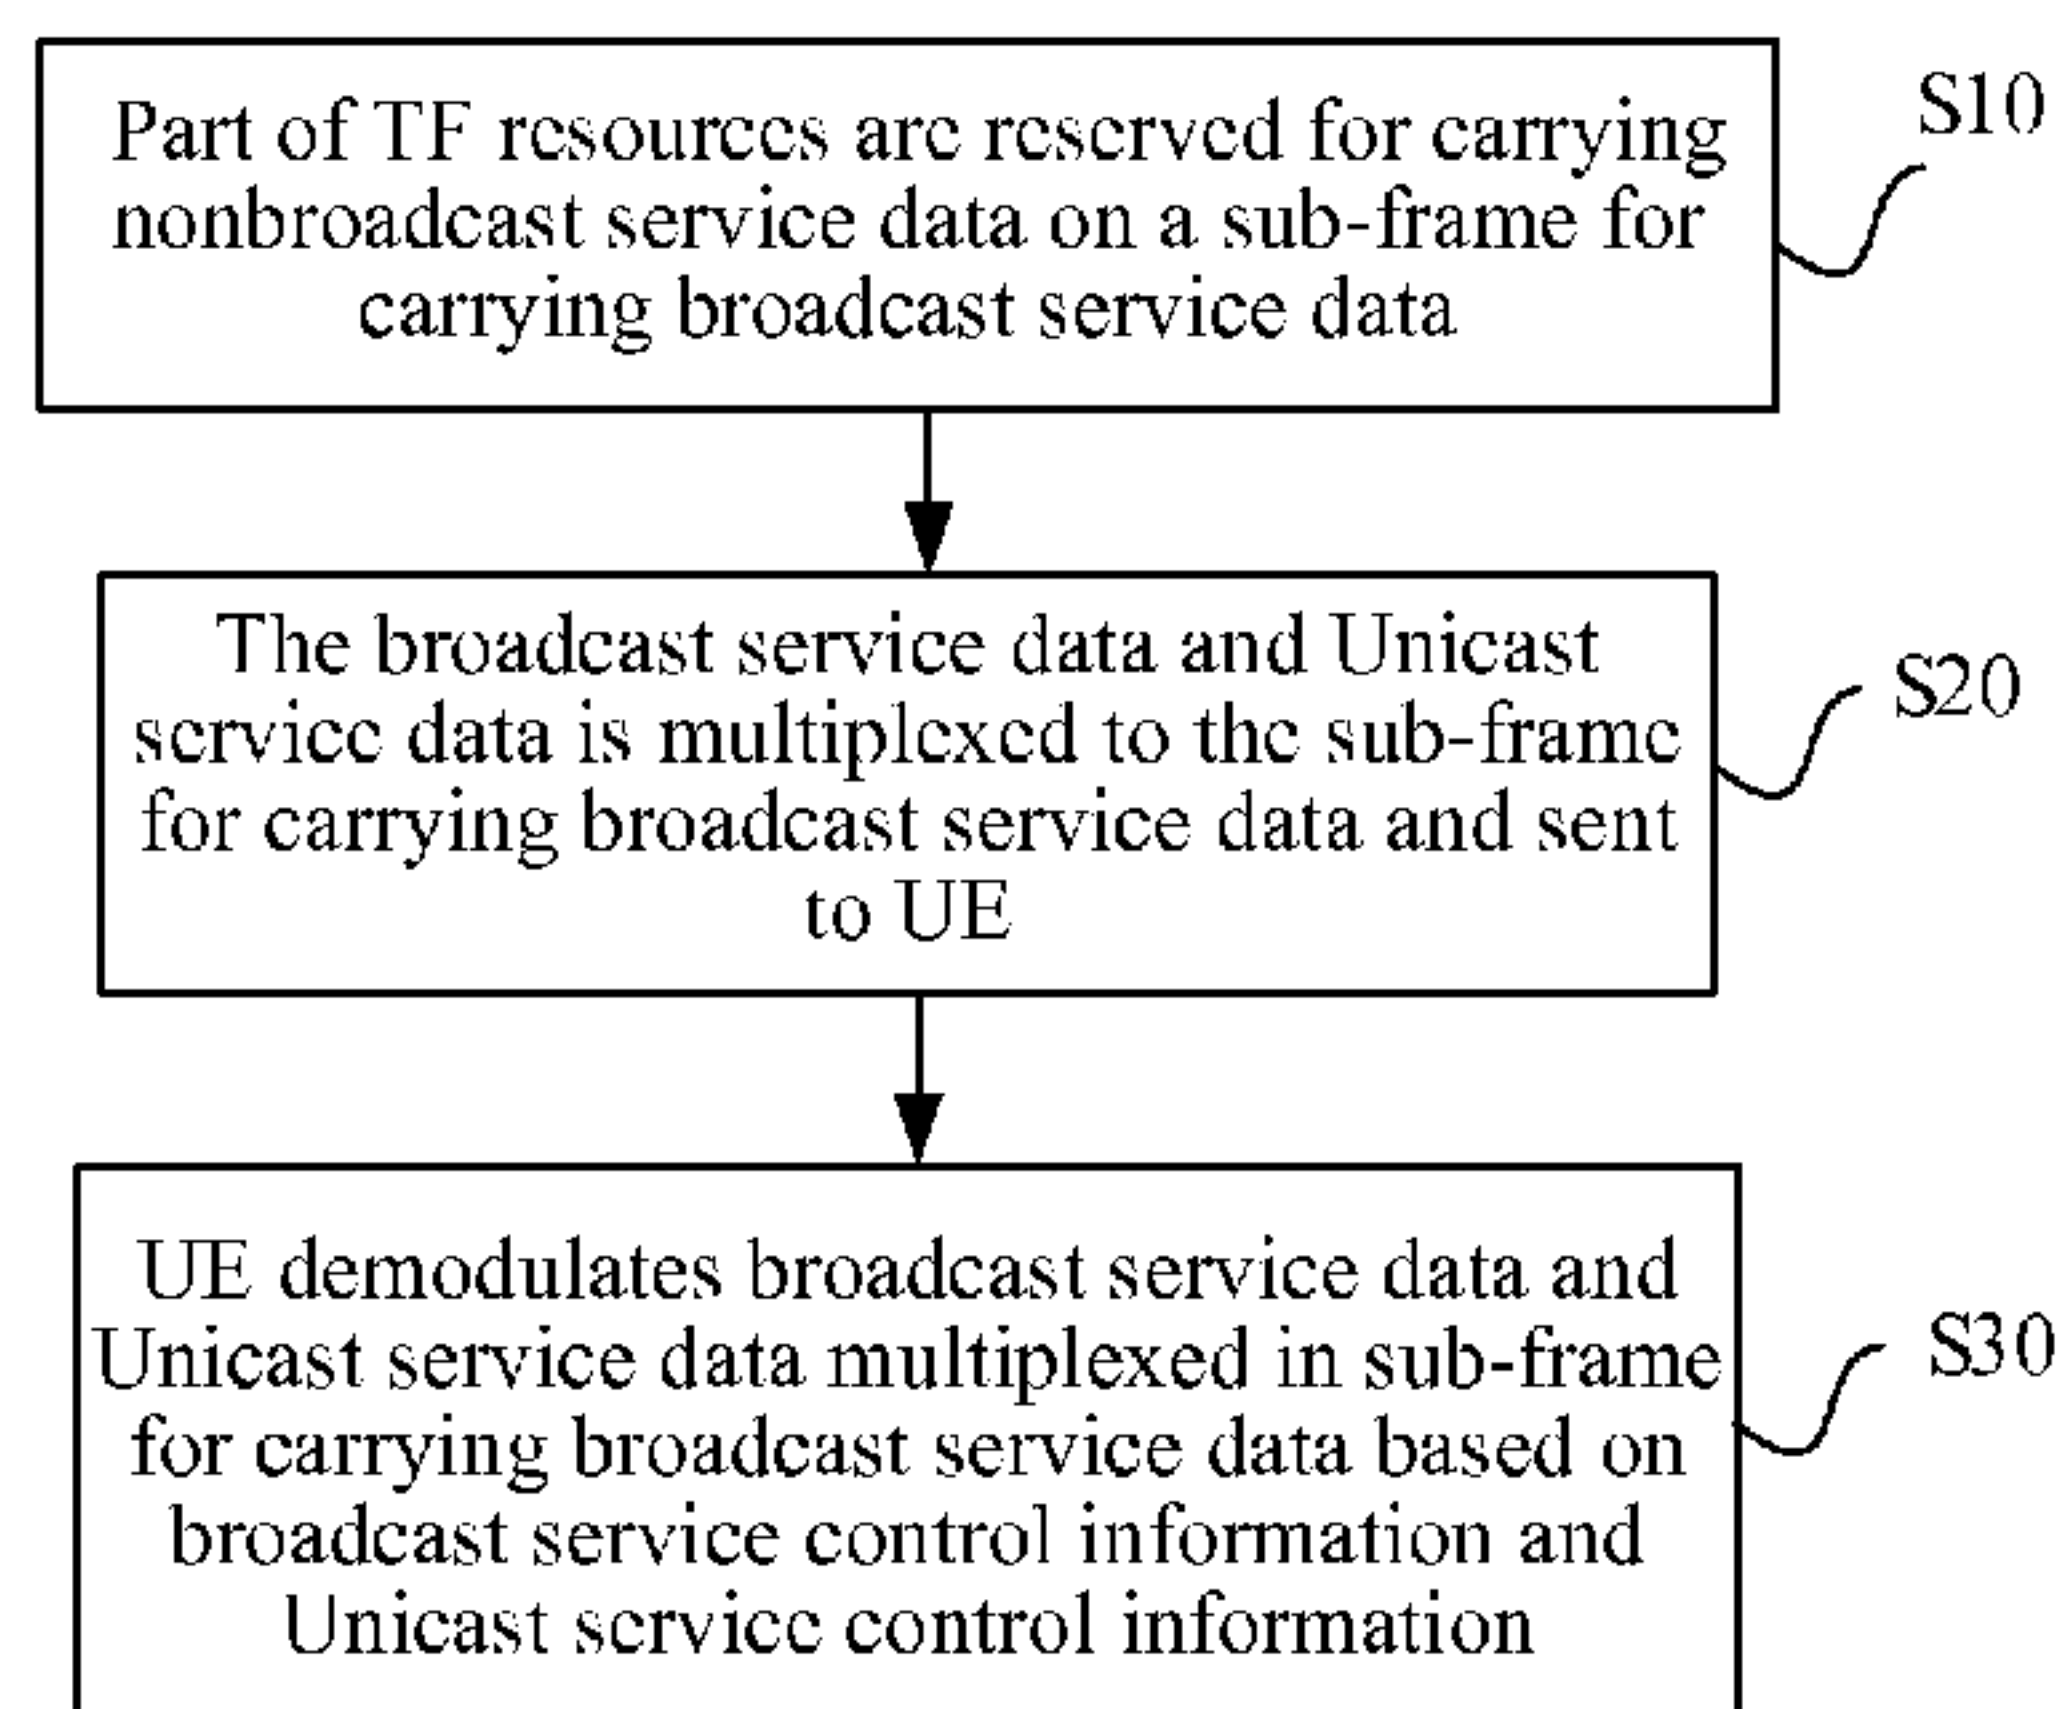 Part of TF resources are reserved for carrying
nonbroadcast service data on a sub-frame for
carrying broadcast service data
S10
The broadcast service data and Unicast
service data is multiplexed to the sub-frame
for carrying broadcast service data and sent
to UE
S20
UE demodulates broadcast service data and
Unicast service data multiplexed in sub-frame
for carrying broadcast service data based on
broadcast service control information and
Unicast service control information
S30